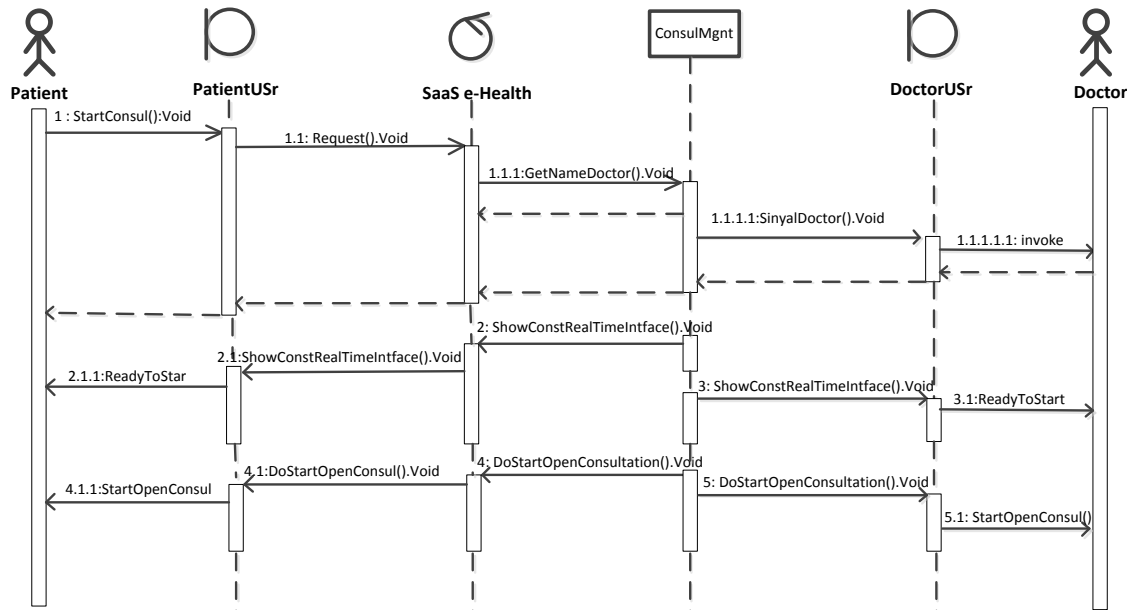 ConsulMgnt
Patient
PatientUSr
SaaS e-Health
DoctorUSr
Doctor
1 : StartConsul():Void
1.1: Request().Void
1.1.1:GetNameDoctor().Void
1.1.1.1:SinyalDoctor().Void
1.1.1.1.1: invoke
2: ShowConstRealTimeIntface().Void
2.1:ShowConstRealTimeIntface().Void
2.1.1:ReadyToStar
3: ShowConstRealTimeIntface().Void
3.1:ReadyToStart
4: DoStartOpenConsultation().Void
4.1:DoStartOpenConsul().Void
4.1.1:StartOpenConsul
5: DoStartOpenConsultation().Void
5.1: StartOpenConsul()